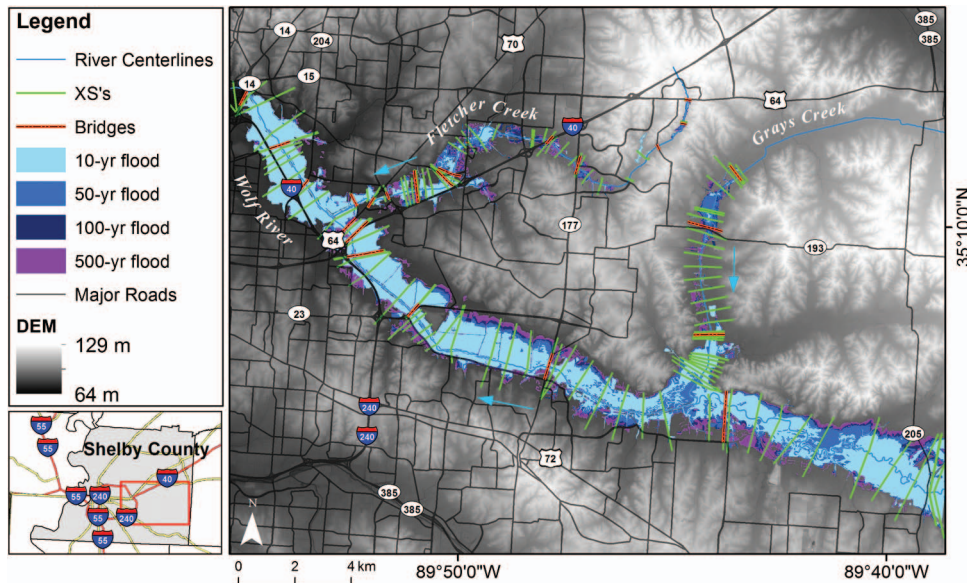 Legend
River Centerlines
XS's
Bridges
10-yr flood
50-yr flood
100-yr flood
500-yr flood
Major Roads
DEM
129 m
64 m
55
55
Shelby County
40
55
240
55
240
55
14
204
70
385
385
15
14
64
Fletcher Creek
40
Grays Creek
40
Wolf River
64
177
193
35°10'0"N
23
240
240
205
72
385
385
N
0 2 4 km
89°50'0"W
89°40'0"W